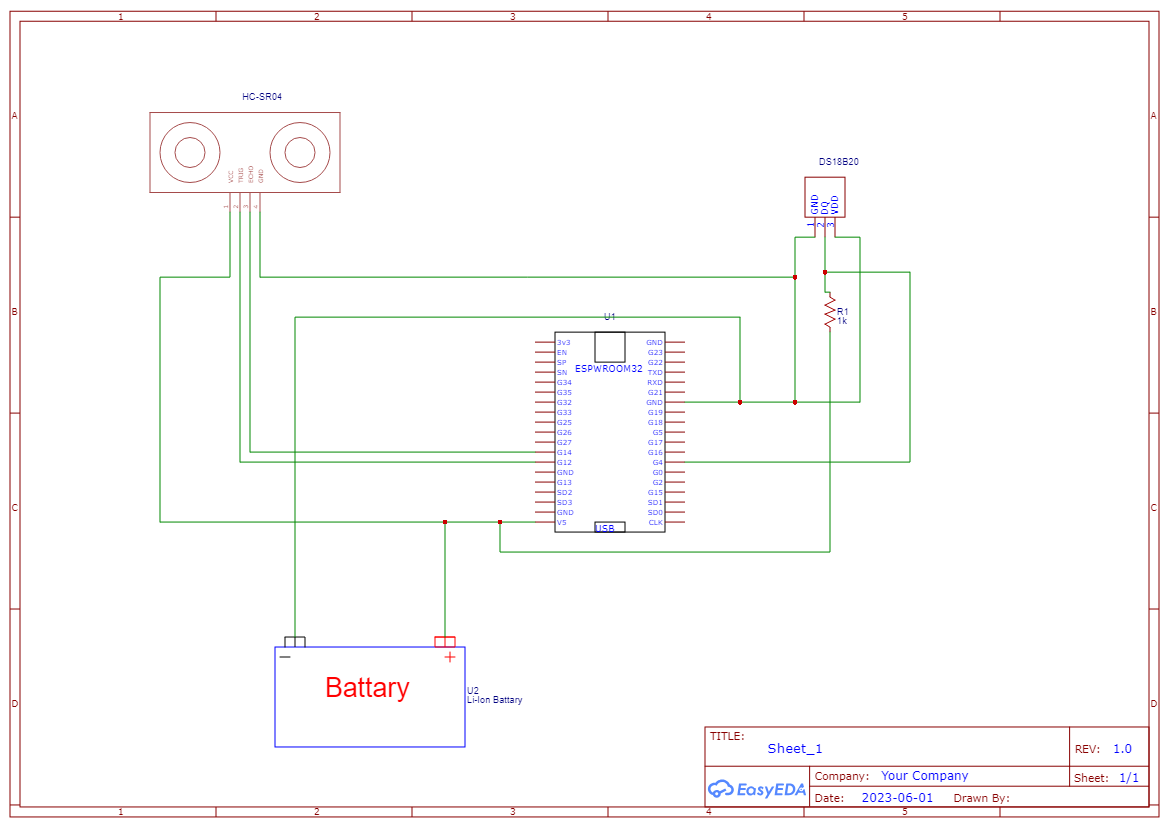 1 2 3 4 5
A A
HC-SR04
VCC
TRIG
ECHO
GND
1 2 3 4
DS18B20
GND
DQ
VDD
1 2 3
B B
R1
1k
U1
ESPWROOM32
3v3 GND
EN G23
SP G22
SN TXD
G34 RXD
G35 G21
G32 GND
G33 G19
G25 G18
G26 G5
G27 G17
G14 G16
G12 G4
GND G0
G13 G2
SD2 G15
SD3 SD1
GND SD0
V5 CLK
USB
C C
− +
Battary
U2
Li-Ion Battary
D D
TITLE:
Sheet_1
REV: 1.0
EasyEDA
Company: Your Company
Sheet: 1/1
Date: 2023-06-01 Drawn By:
1 2 3 4 5